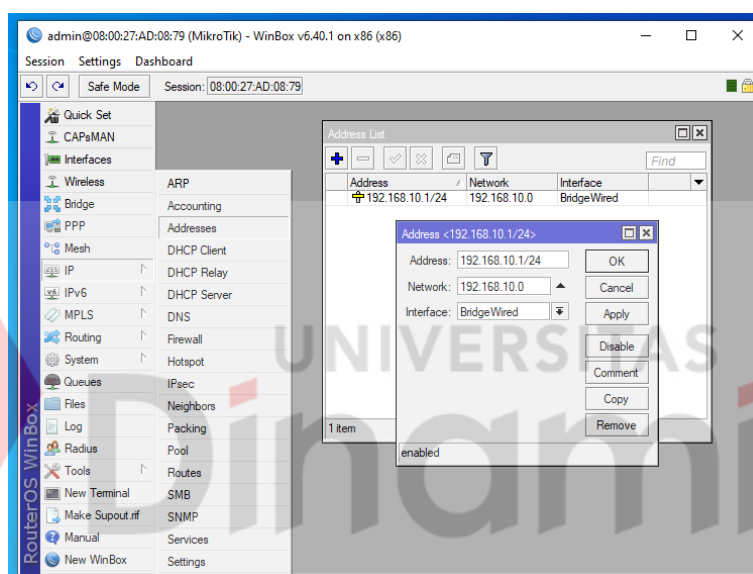 admin@08:00:27:AD:08:79 (MikroTik) - WinBox v6.40.1 on x86 (x86)
Session Settings Dashboard
Safe Mode Session: 08:00:27:AD:08:79
Quick Set
CAPsMAN
Interfaces
Wireless
Bridge
PPP
Mesh
IP
IPv6
MPLS
Routing
System
Queues
Files
Log
Radius
Tools
New Terminal
Make Supout.rif
Manual
New WinBox
RouterOS WinBox
ARP
Accounting
Addresses
DHCP Client
DHCP Relay
DHCP Server
DNS
Firewall
Hotspot
IPsec
Neighbors
Packing
Pool
Routes
SMB
SNMP
Services
Settings
Address List
Find
Address Network Interface
192.168.10.1/24 192.168.10.0 BridgeWired
1 item
Address <192.168.10.1/24>
Address: 192.168.10.1/24
Network: 192.168.10.0
Interface: BridgeWired
OK
Cancel
Apply
Disable
Comment
Copy
Remove
enabled
UNIVERSITAS
Dinami